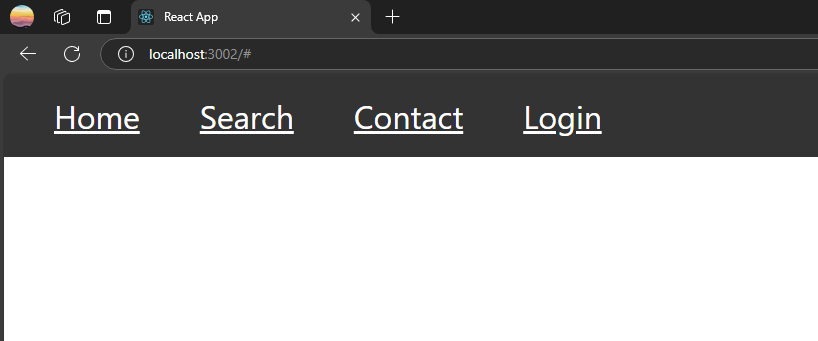 React App
localhost:3002/#
Home Search Contact Login